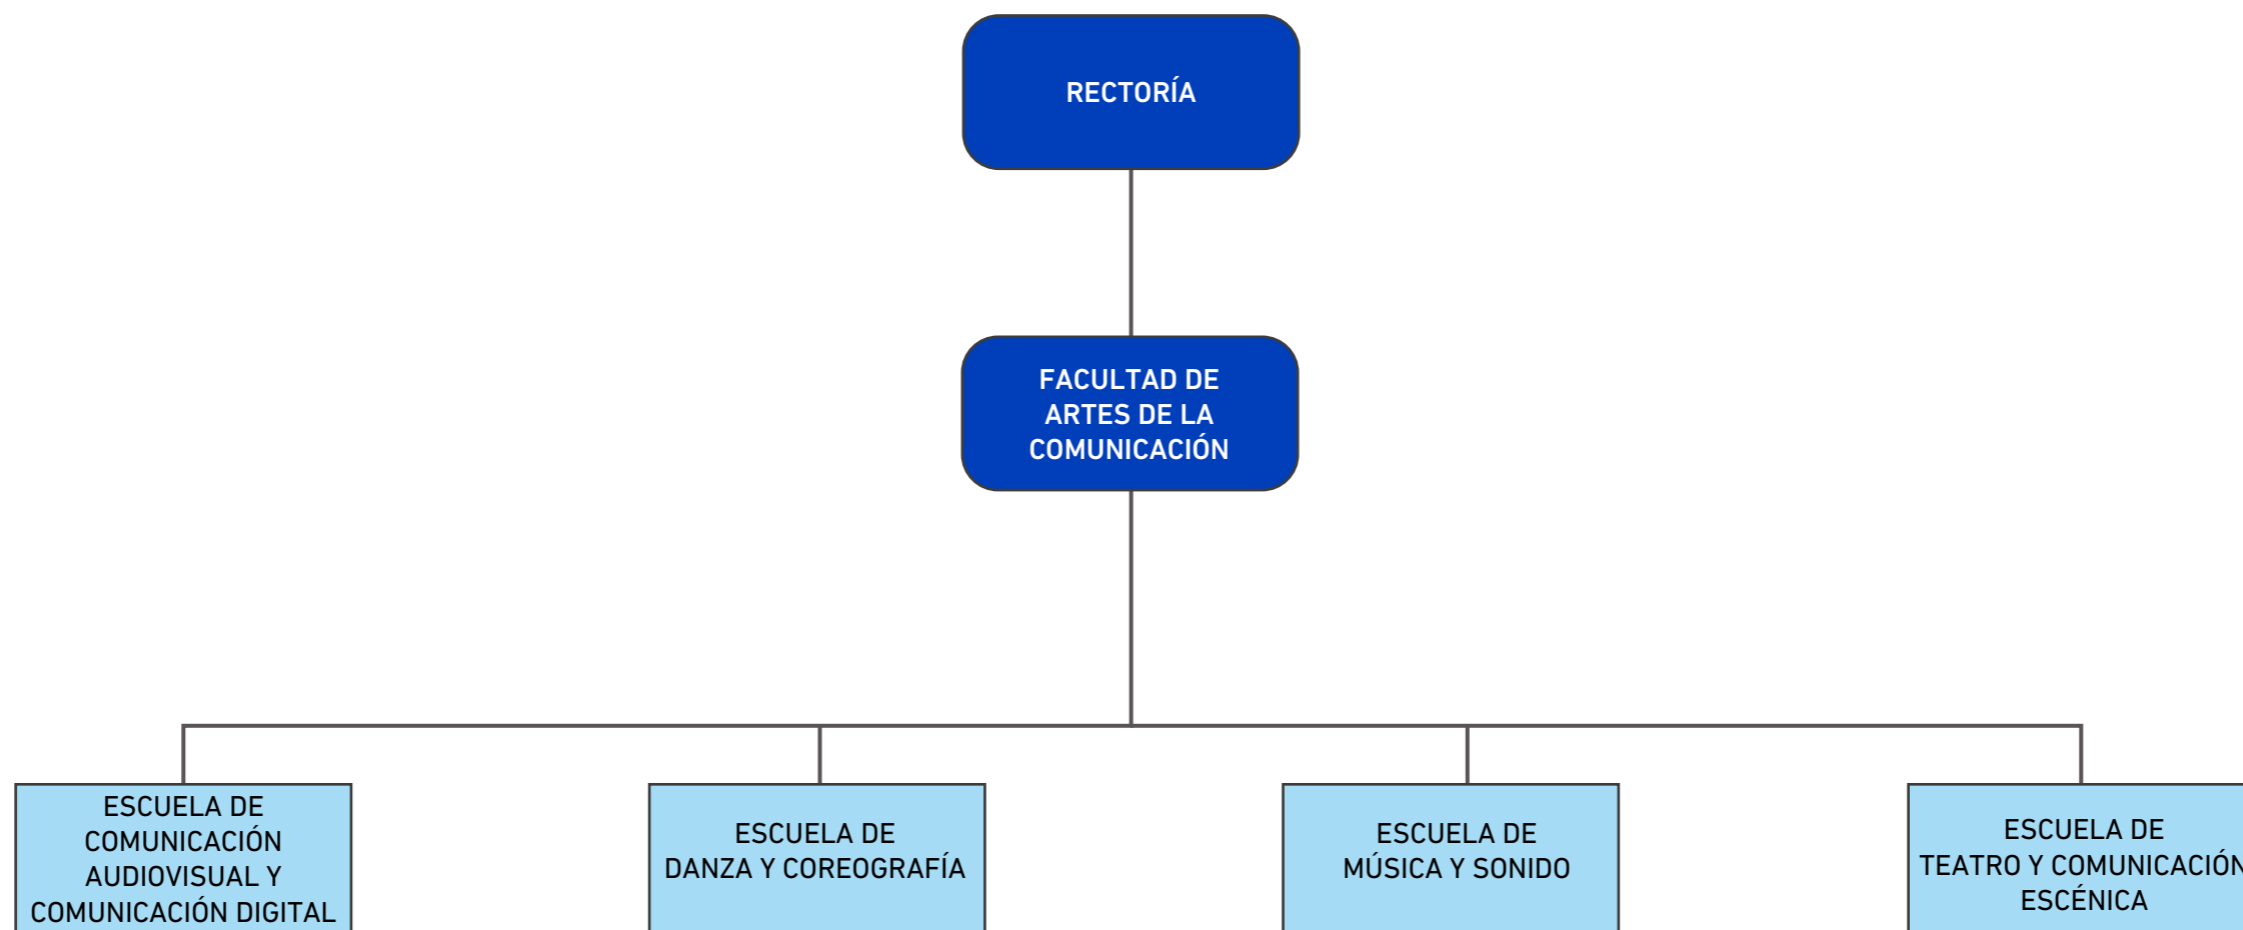 RECTORÍA
FACULTAD DE
ARTES DE LA
COMUNICACIÓN
ESCUELA DE
COMUNICACIÓN
AUDIOVISUAL Y
COMUNICACIÓN DIGITAL
ESCUELA DE
DANZA Y COREOGRAFÍA
ESCUELA DE
MÚSICA Y SONIDO
ESCUELA DE
TEATRO Y COMUNICACIÓN
ESCÉNICA